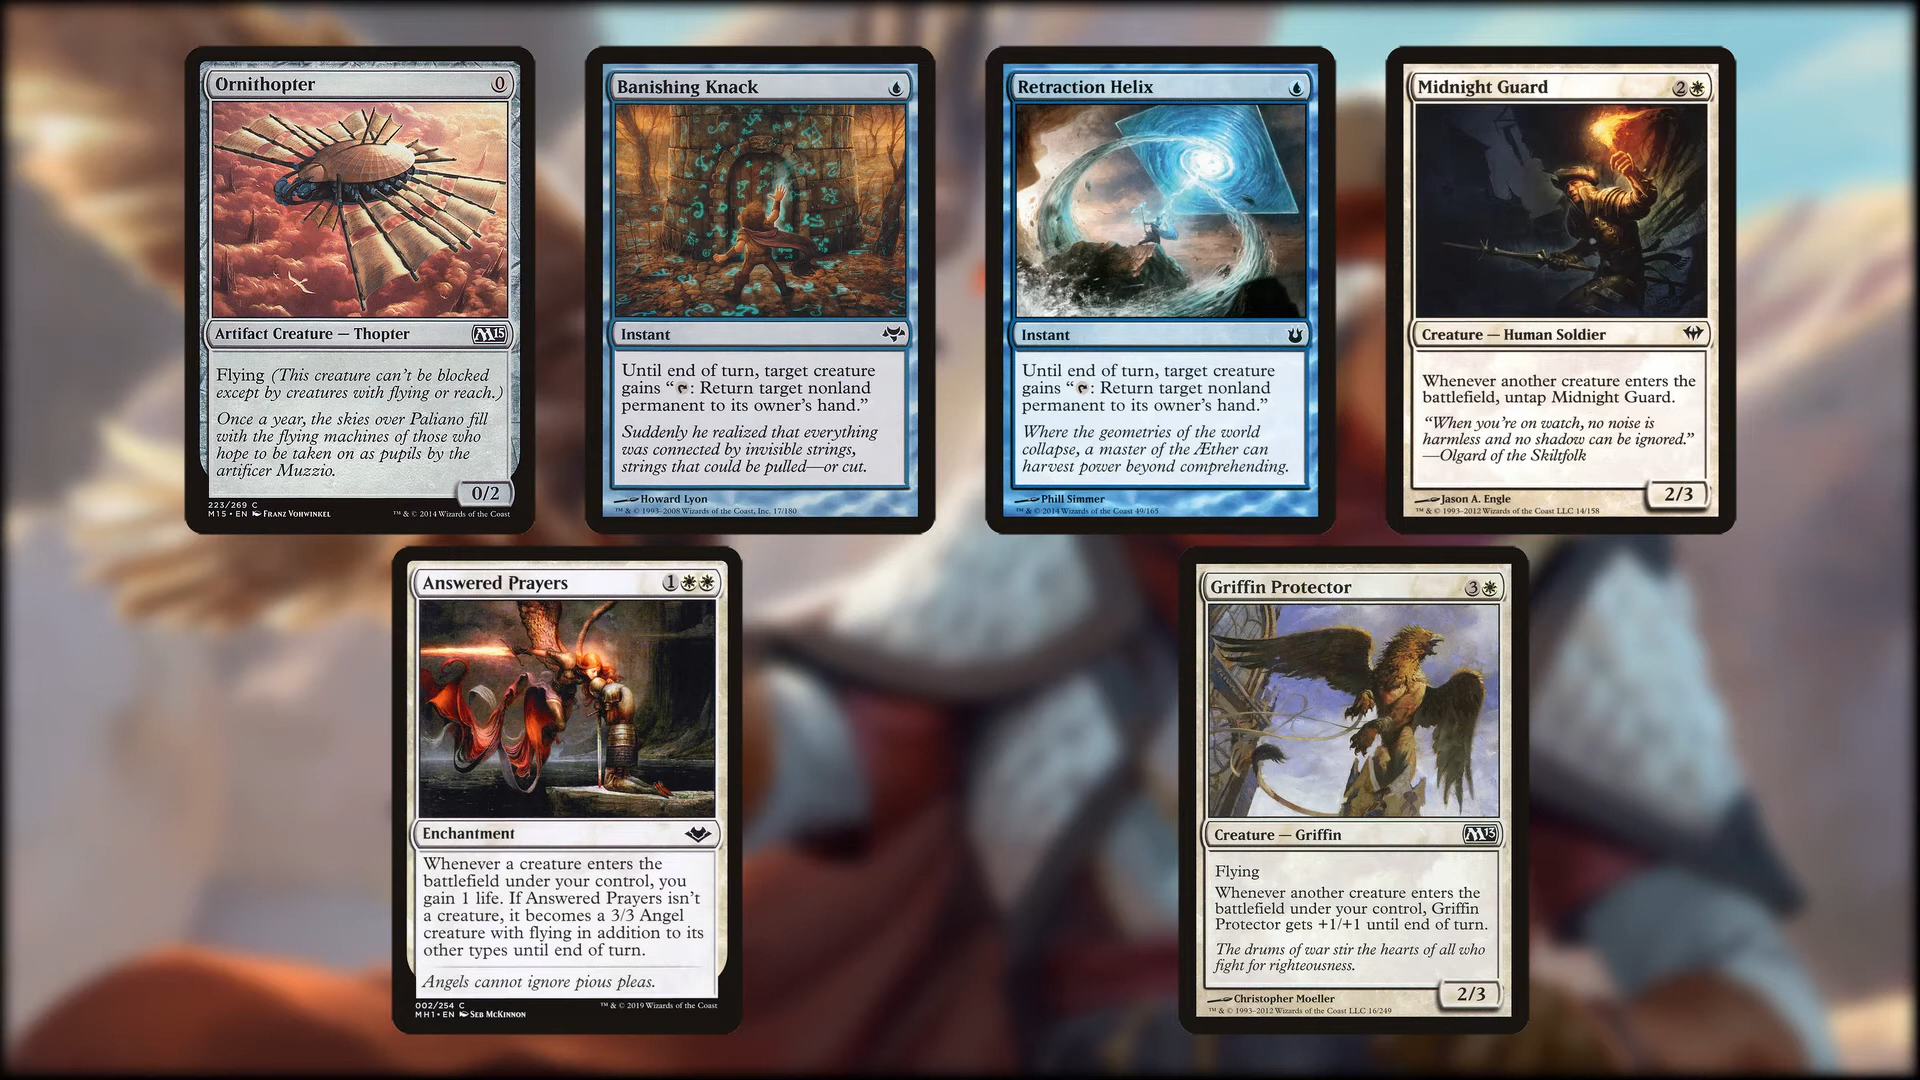 Ornithopter 0
Artifact Creature — Thopter M15
Flying (This creature can't be blocked
except by creatures with flying or reach.)
Once a year, the skies over Paliano fill
with the flying machines of those who
hope to be taken on as pupils by the
artificer Muzzio.
0/2
223/269 C
M15 • EN Franz Vohwinkel ™ & © 2014 Wizards of the Coast
Banishing Knack
Instant
Until end of turn, target creature
gains “: Return target nonland
permanent to its owner's hand.”
Suddenly he realized that everything
was connected by invisible strings,
strings that could be pulled—or cut.
Howard Lyon
™ & © 1993–2008 Wizards of the Coast, Inc. 17/180
Retraction Helix
Instant
Until end of turn, target creature
gains “: Return target nonland
permanent to its owner's hand.”
Where the geometries of the world
collapse, a master of the Æther can
harvest power beyond comprehending.
Phill Simmer
™ & © 2014 Wizards of the Coast 49/165
Midnight Guard 2
Creature — Human Soldier
Whenever another creature enters the
battlefield, untap Midnight Guard.
“When you're on watch, no noise is
harmless and no shadow can be ignored.”
—Olgard of the Skiltfolk
2/3
Jason A. Engle
™ & © 1993–2012 Wizards of the Coast LLC 14/158
Answered Prayers 1
Enchantment
Whenever a creature enters the
battlefield under your control, you
gain 1 life. If Answered Prayers isn't
a creature, it becomes a 3/3 Angel
creature with flying in addition to its
other types until end of turn.
Angels cannot ignore pious pleas.
002/254 C
MH1 • EN Seb McKinnon ™ & © 2019 Wizards of the Coast
Griffin Protector 3
Creature — Griffin M13
Flying
Whenever another creature enters the
battlefield under your control, Griffin
Protector gets +1/+1 until end of turn.
The drums of war stir the hearts of all who
fight for righteousness.
2/3
Christopher Moeller
™ & © 1993–2012 Wizards of the Coast LLC 16/249